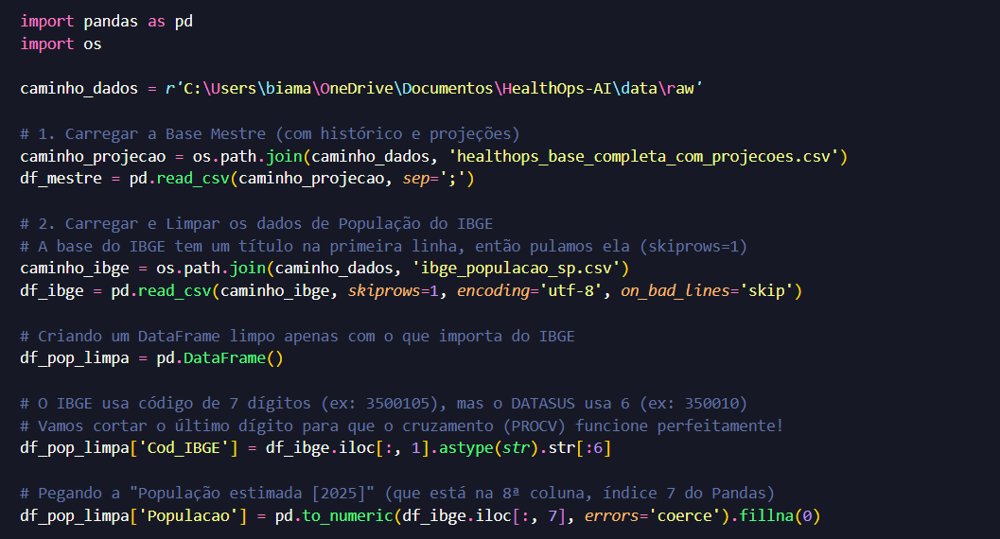 import pandas as pd
import os
caminho_dados = r'C:\Users\biama\OneDrive\Documentos\HealthOps-AI\data\raw'
# 1. Carregar a Base Mestre (com histórico e projeções)
caminho_projecao = os.path.join(caminho_dados, 'healthops_base_completa_com_projecoes.csv')
df_mestre = pd.read_csv(caminho_projecao, sep=';')
# 2. Carregar e Limpar os dados de População do IBGE
# A base do IBGE tem um título na primeira linha, então pulamos ela (skiprows=1)
caminho_ibge = os.path.join(caminho_dados, 'ibge_populacao_sp.csv')
df_ibge = pd.read_csv(caminho_ibge, skiprows=1, encoding='utf-8', on_bad_lines='skip')
# Criando um DataFrame limpo apenas com o que importa do IBGE
df_pop_limpa = pd.DataFrame()
# O IBGE usa código de 7 dígitos (ex: 3500105), mas o DATASUS usa 6 (ex: 350010)
# Vamos cortar o último dígito para que o cruzamento (PROCV) funcione perfeitamente!
df_pop_limpa['Cod_IBGE'] = df_ibge.iloc[:, 1].astype(str).str[:6]
# Pegando a "População estimada [2025]" (que está na 8ª coluna, índice 7 do Pandas)
df_pop_limpa['Populacao'] = pd.to_numeric(df_ibge.iloc[:, 7], errors='coerce').fillna(0)